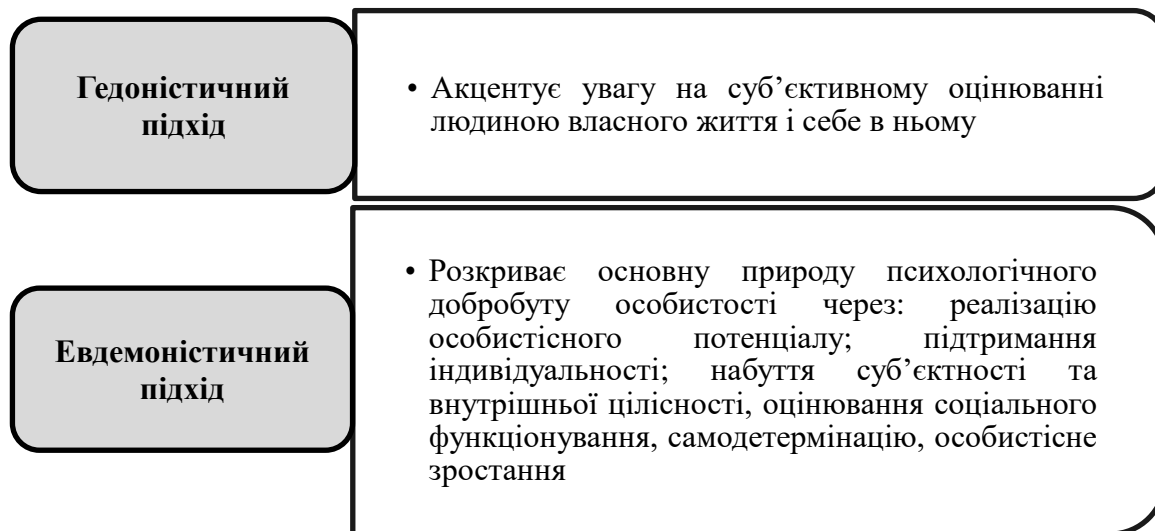 Гедоністичний
підхід
• Акцентує увагу на суб’єктивному оцінюванні
людиною власного життя і себе в ньому
Евдемоністичний
підхід
• Розкриває основну природу психологічного
добробуту особистості через: реалізацію
особистісного потенціалу; підтримання
індивідуальності; набуття суб’єктності та
внутрішньої цілісності, оцінювання соціального
функціонування, самодетермінацію, особистісне
зростання